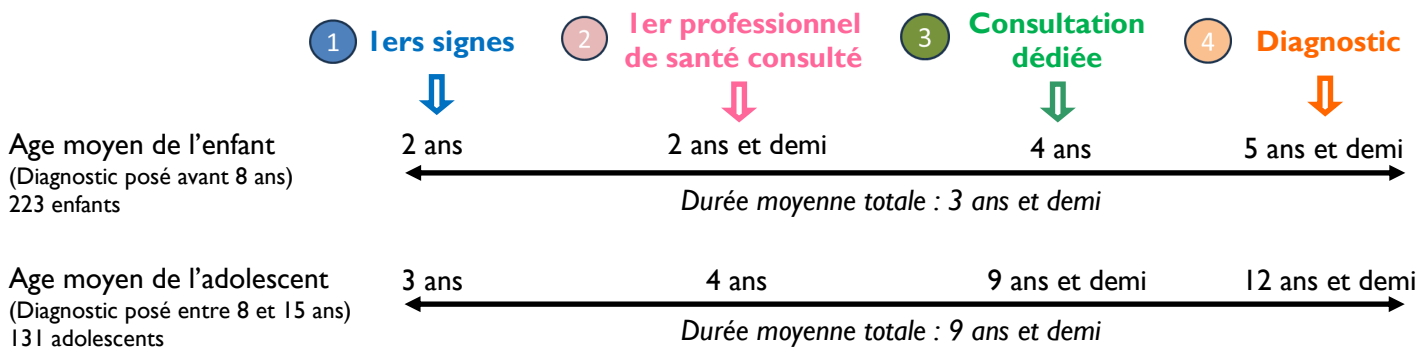 1 1ers signes
2 1er professionnel
de santé consulté
3 Consultation
dédiée
4 Diagnostic
Age moyen de l'enfant
(Diagnostic posé avant 8 ans)
223 enfants
2 ans
2 ans et demi
4 ans
5 ans et demi
Durée moyenne totale : 3 ans et demi
Age moyen de l'adolescent
(Diagnostic posé entre 8 et 15 ans)
131 adolescents
3 ans
4 ans
9 ans et demi
12 ans et demi
Durée moyenne totale : 9 ans et demi